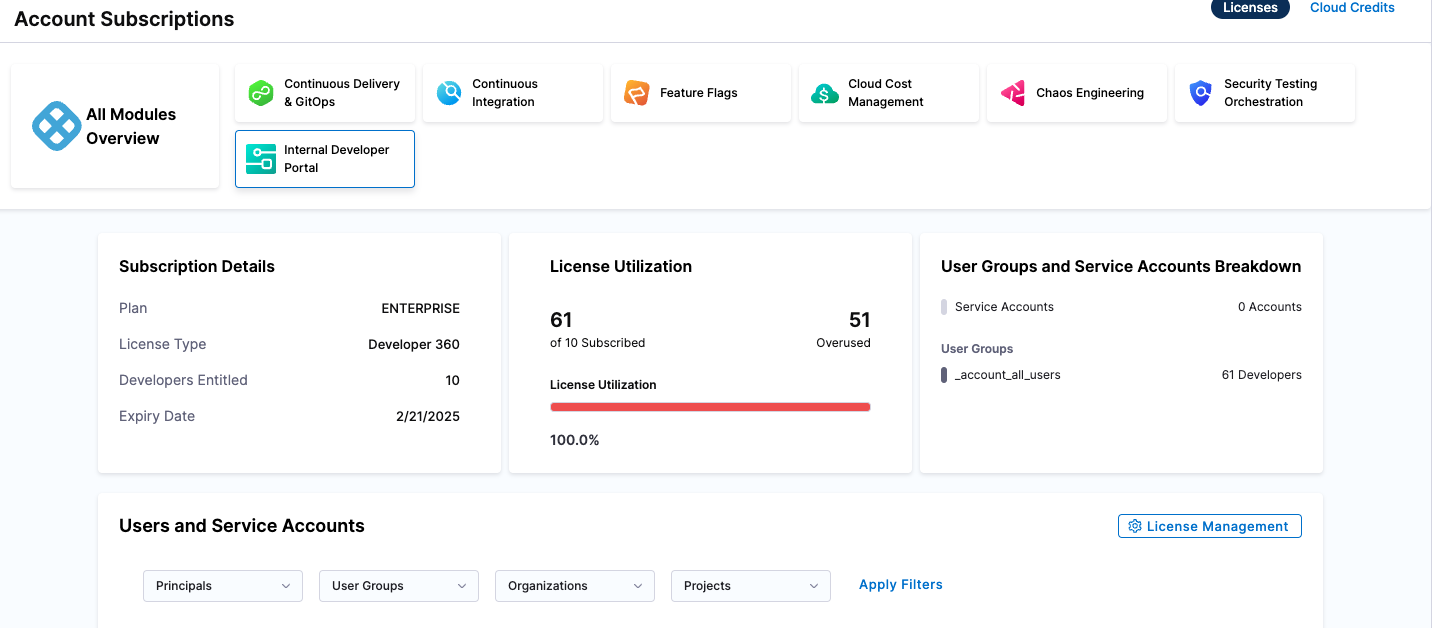 Account Subscriptions
Licenses
Cloud Credits
All Modules
Overview
Continuous Delivery
& GitOps
Continuous
Integration
Feature Flags
Cloud Cost
Management
Chaos Engineering
Security Testing
Orchestration
Internal Developer
Portal
Subscription Details
Plan ENTERPRISE
License Type Developer 360
Developers Entitled 10
Expiry Date 2/21/2025
License Utilization
61 51
of 10 Subscribed Overused
License Utilization
100.0%
User Groups and Service Accounts Breakdown
Service Accounts 0 Accounts
User Groups
_account_all_users 61 Developers
Users and Service Accounts
License Management
Principals
User Groups
Organizations
Projects
Apply Filters